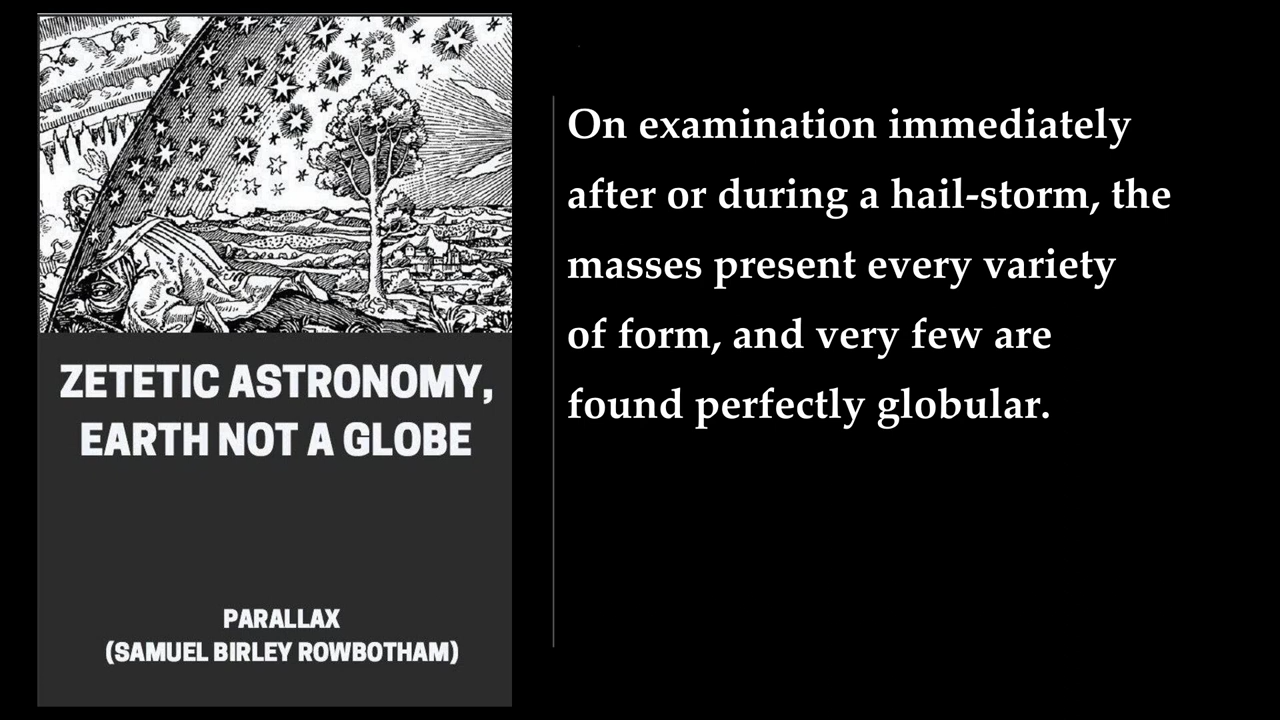 ZETETIC ASTRONOMY,
EARTH NOT A GLOBE
PARALLAX
(SAMUEL BIRLEY ROWBOTHAM)
On examination immediately
after or during a hail-storm, the
masses present every variety
of form, and very few are
found perfectly globular.